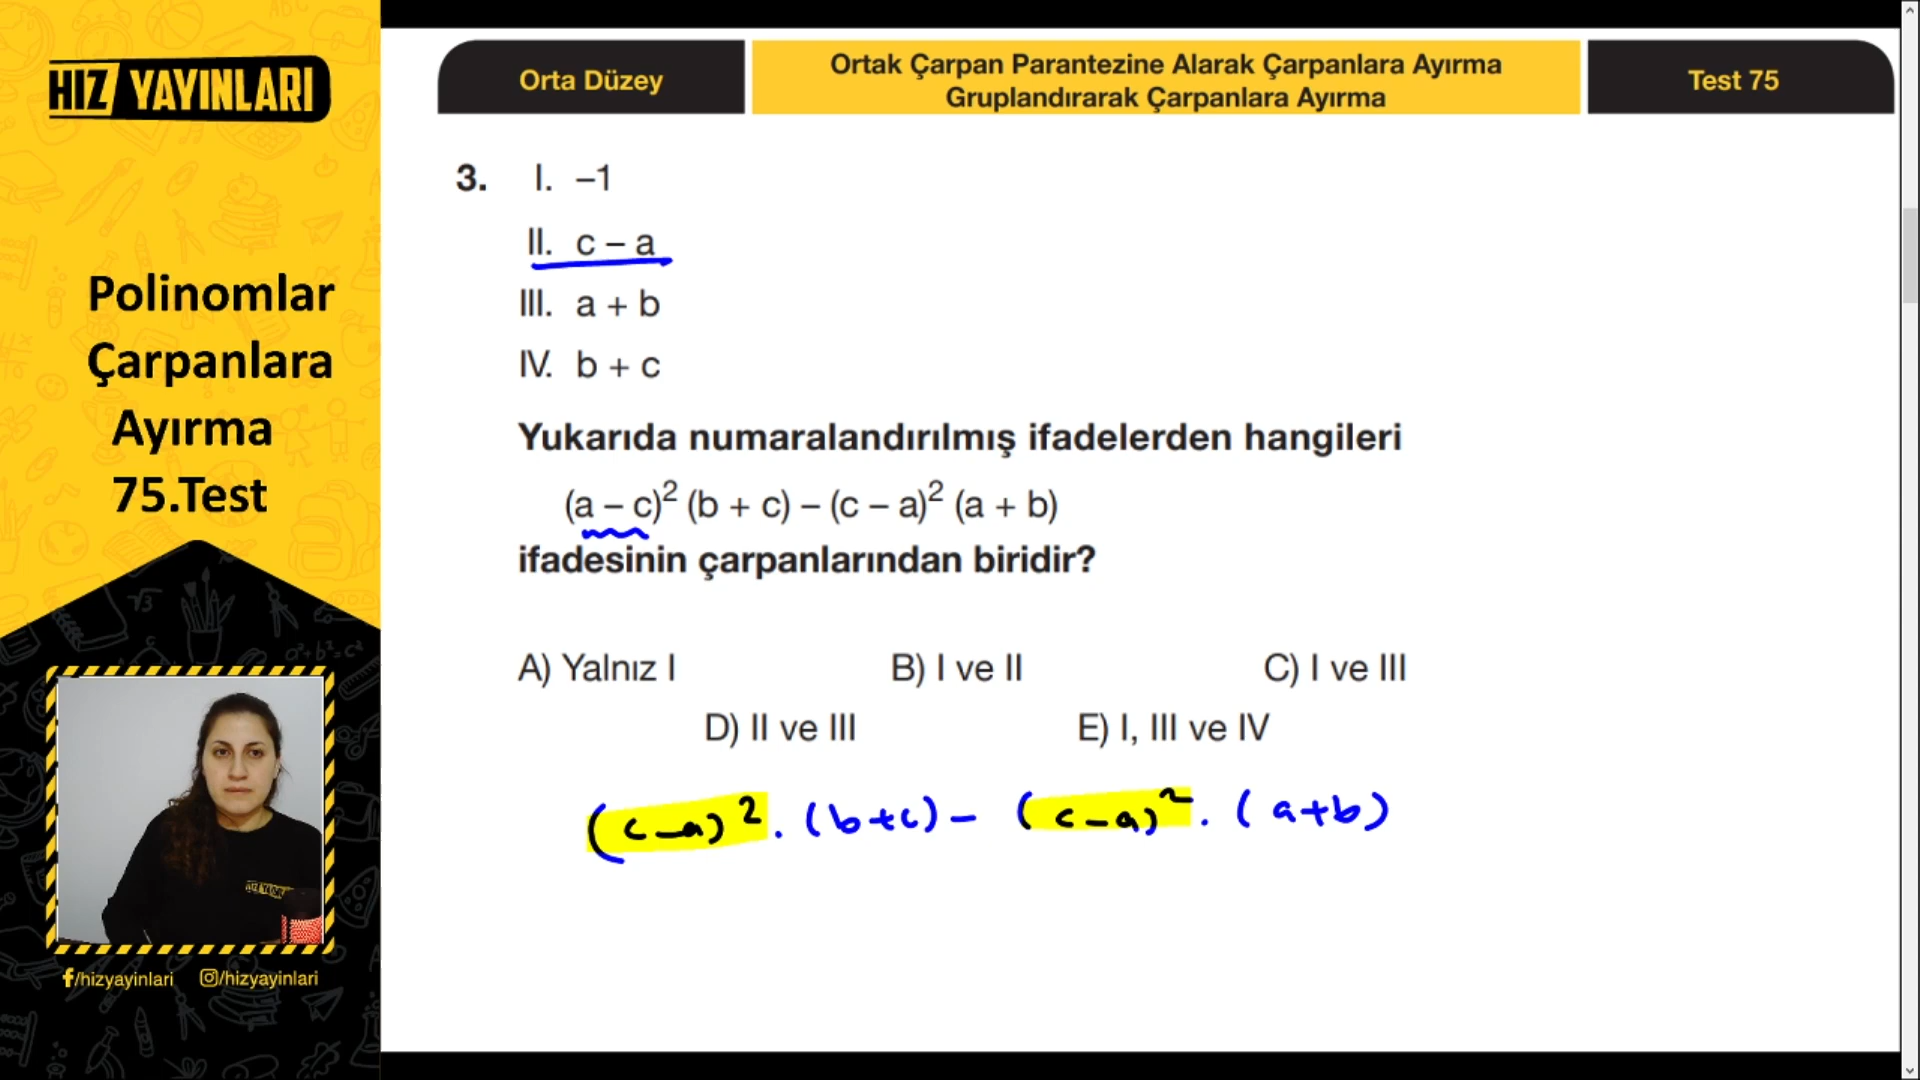 HIZ YAYINLARI
Polinomlar
Çarpanlara
Ayırma
75.Test
/hizyayinlari /hizyayinlari
Orta Düzey
Ortak Çarpan Parantezine Alarak Çarpanlara Ayırma
Gruplandırarak Çarpanlara Ayırma
Test 75
3. I. –1
II. c – a
III. a + b
IV. b + c
Yukarıda numaralandırılmış ifadelerden hangileri
(a – c)² (b + c) – (c – a)² (a + b)
ifadesinin çarpanlarından biridir?
A) Yalnız I B) I ve II C) I ve III
D) II ve III E) I, III ve IV
(c-a)² . (b+c) - (c-a)² . (a+b)